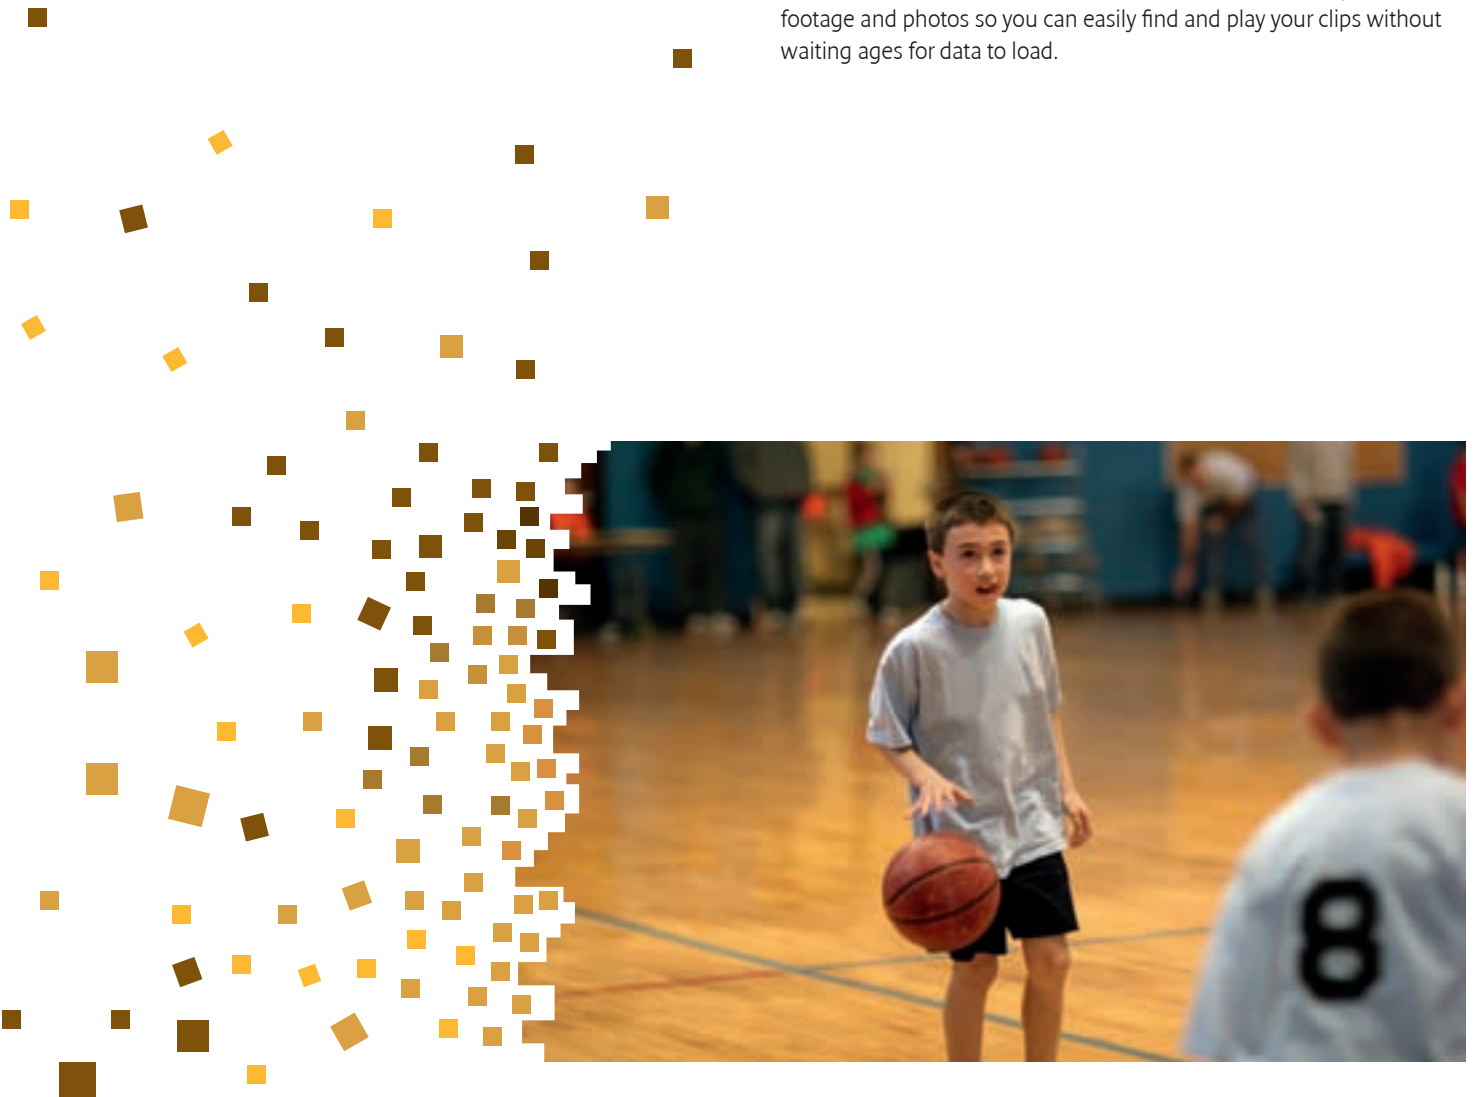 footage and photos so you can easily find and play your clips without
waiting ages for data to load.
8